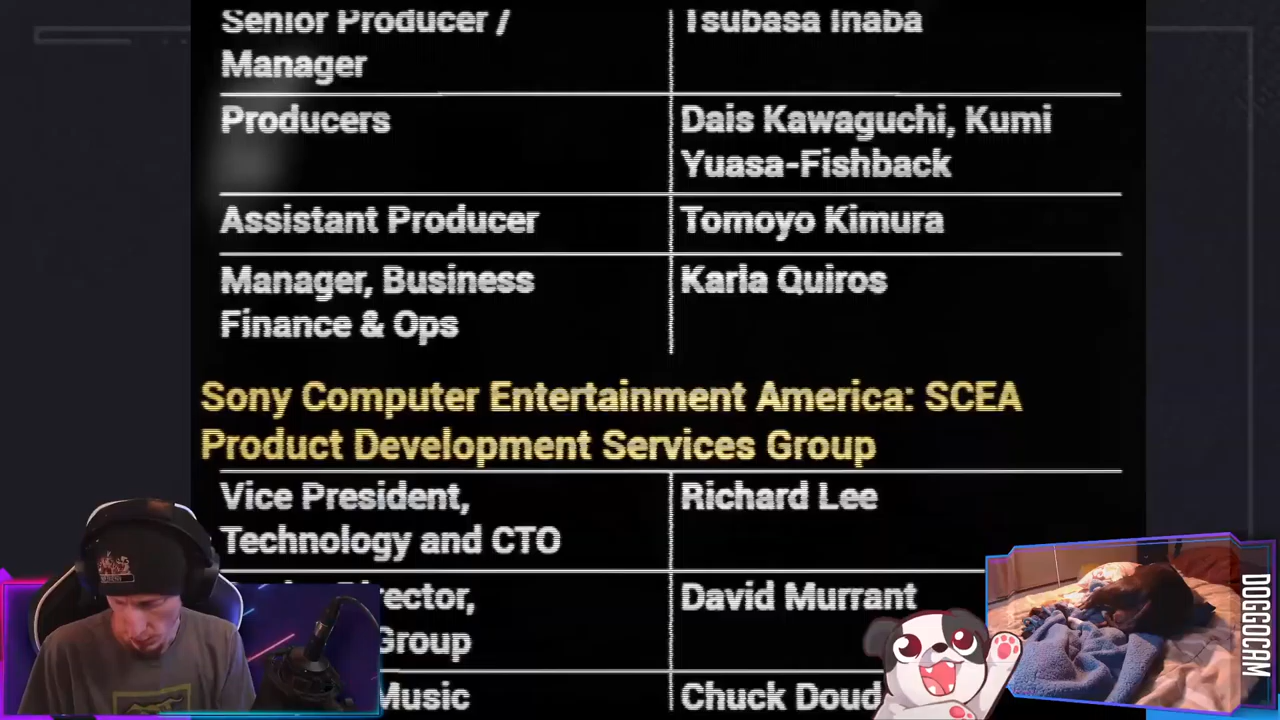 Senior Producer / Tsubasa Inaba
Manager
Producers Dais Kawaguchi, Kumi
Yuasa-Fishback
Assistant Producer Tomoyo Kimura
Manager, Business Karla Quiros
Finance & Ops
Sony Computer Entertainment America: SCEA
Product Development Services Group
Vice President, Richard Lee
Technology and CTO
David Murrant
Group
Music Chuck Doud
DOGGOCAM